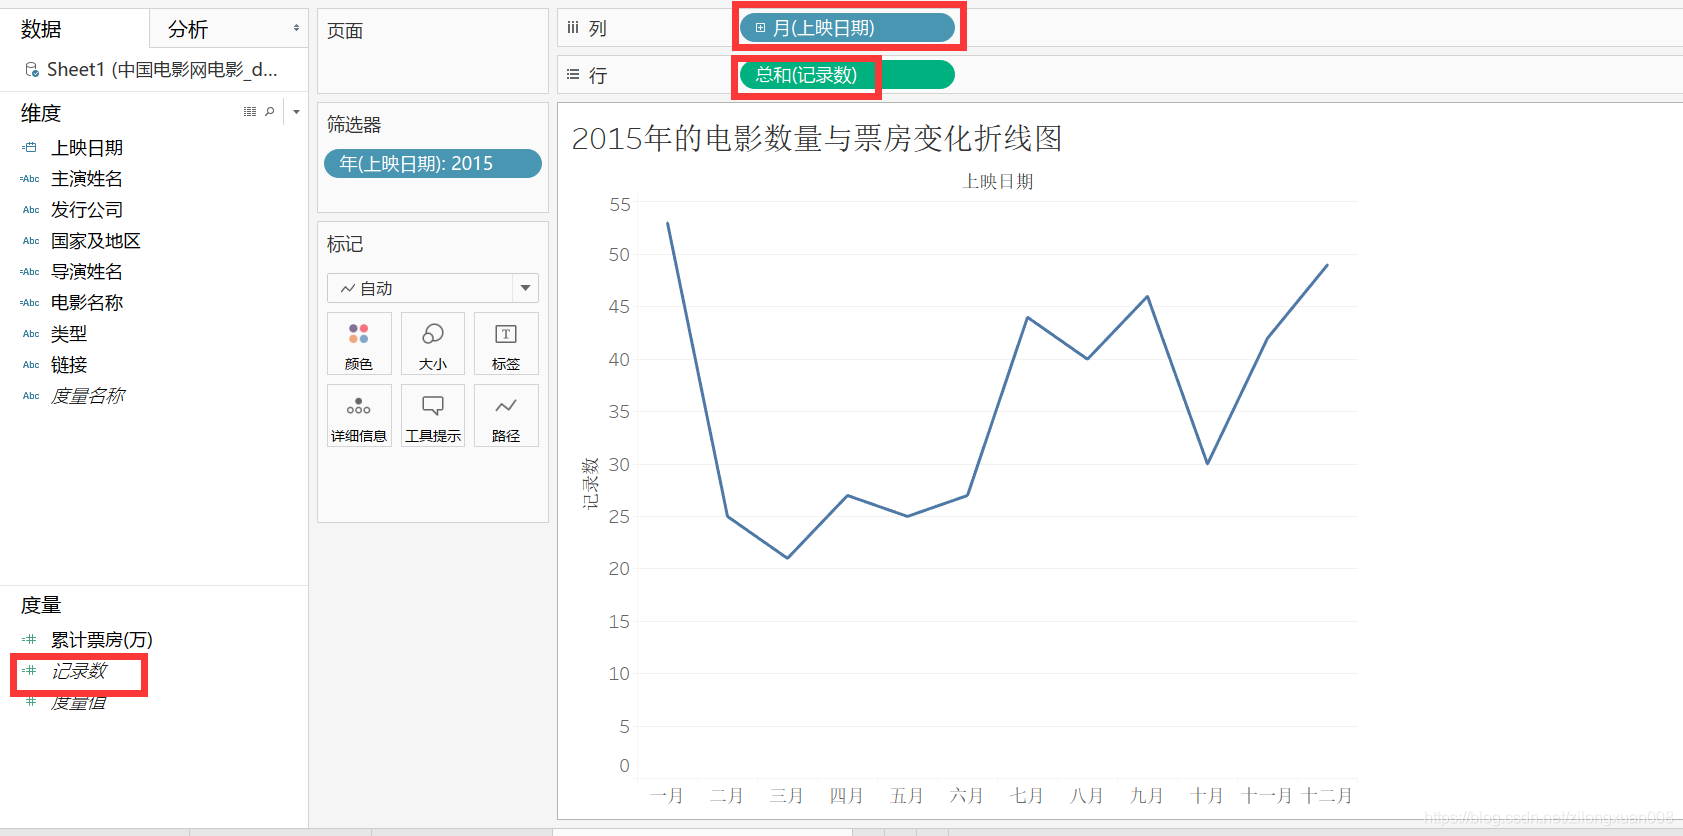 数据
分析
Sheet1 (中国电影网电影_d...
维度
上映日期
Abc 主演姓名
Abc 发行公司
Abc 国家及地区
Abc 导演姓名
Abc 电影名称
Abc 类型
Abc 链接
Abc 度量名称
度量
累计票房(万)
记录数
度量值
页面
筛选器
年(上映日期): 2015
标记
自动
颜色
大小
标签
详细信息
工具提示
路径
列
月(上映日期)
行
总和(记录数)
2015年的电影数量与票房变化折线图
上映日期
55
50
45
40
35
30
25
20
15
10
5
0
记录数
一月 二月 三月 四月 五月 六月 七月 八月 九月 十月 十一月 十二月
https://blog.csdn.net/zilongxuan008